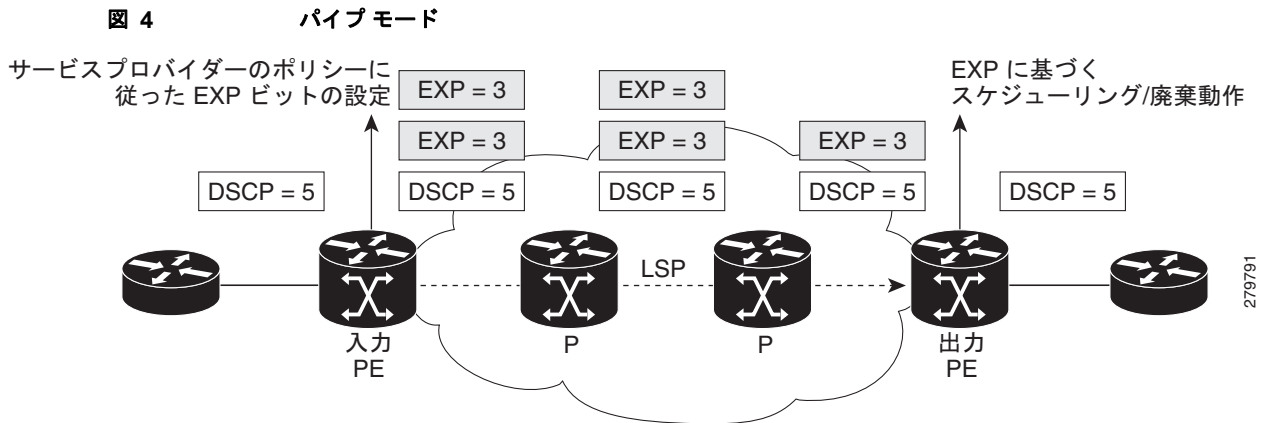 図 4 パイプ モード
サービスプロバイダーのポリシーに
従った EXP ビットの設定
EXP = 3
EXP = 3
EXP に基づく
スケジューリング/廃棄動作
EXP = 3
EXP = 3
EXP = 3
DSCP = 5
DSCP = 5
DSCP = 5
DSCP = 5
DSCP = 5
LSP
入力
PE
P
P
出力
PE
279791